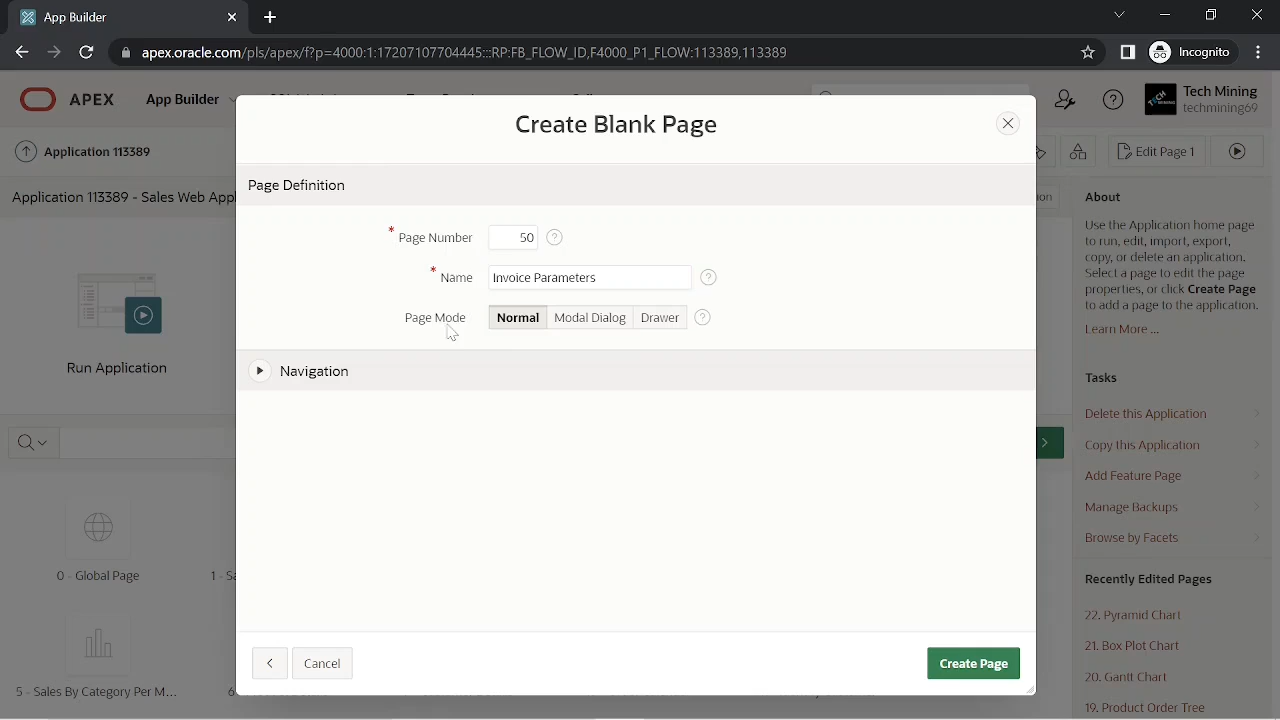 App Builder
apex.oracle.com/pls/apex/f?p=4000:1:17207107704445:::RP:FB_FLOW_ID,F4000_P1_FLOW:113389,113389
Incognito
APEX
App Builder
Tech Mining
techmining69
Application 113389
Edit Page 1
Application 113389 - Sales Web Appl
Create Blank Page
Page Definition
* Page Number
50
* Name
Invoice Parameters
Page Mode
Normal
Modal Dialog
Drawer
Navigation
Cancel
Create Page
Run Application
0 - Global Page
1 - Sa
5 - Sales By Category Per M...
About
Use the Application home page
to run, edit, import, export,
copy, or delete an application.
Select a page to edit the page
properties, or click Create Page
to add a page to the application.
Learn More ...
Tasks
Delete this Application
Copy this Application
Add Feature Page
Manage Backups
Browse by Facets
Recently Edited Pages
22. Pyramid Chart
21. Box Plot Chart
20. Gantt Chart
19. Product Order Tree